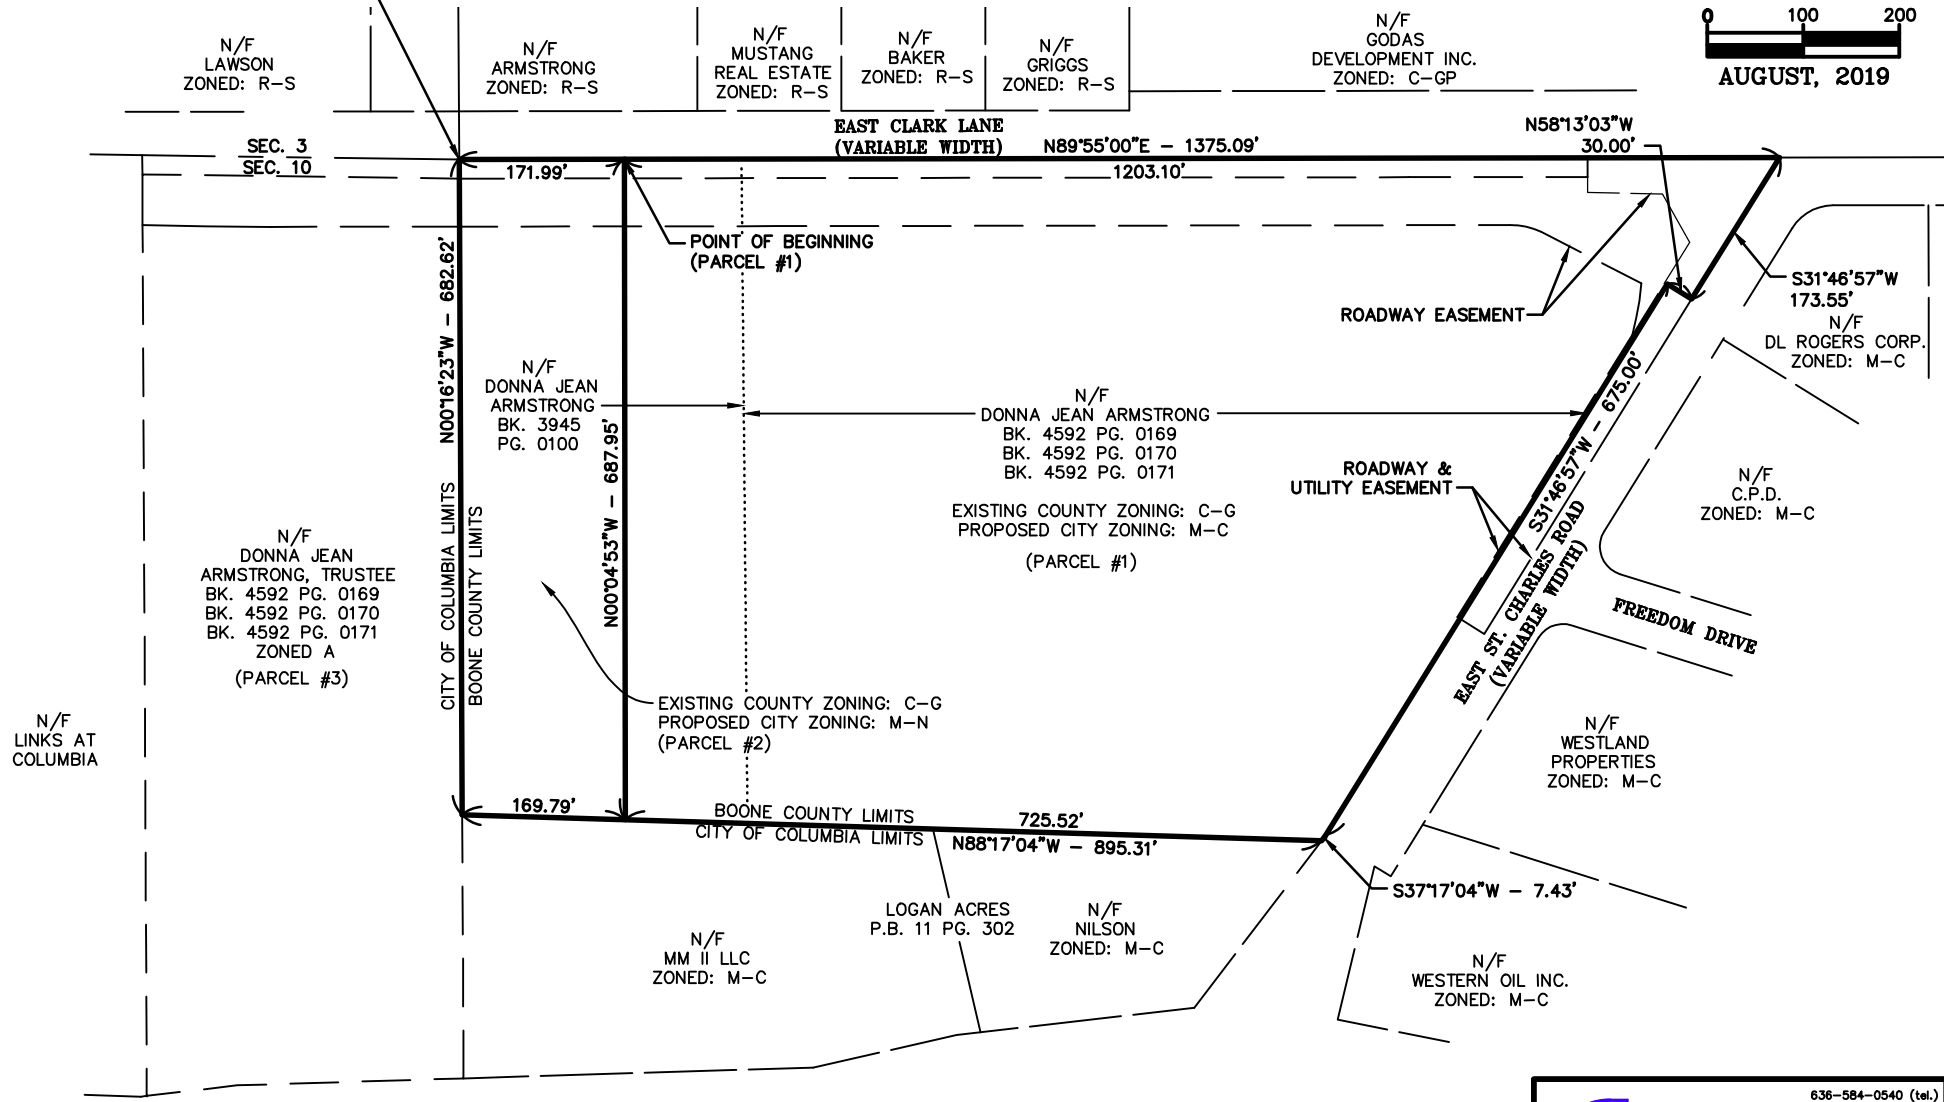 0 100 200
AUGUST, 2019
N/F
LAWSON
ZONED: R-S
N/F
ARMSTRONG
ZONED: R-S
N/F
MUSTANG
REAL ESTATE
ZONED: R-S
N/F
BAKER
ZONED: R-S
N/F
GRIGGS
ZONED: R-S
N/F
GODAS
DEVELOPMENT INC.
ZONED: C-GP
EAST CLARK LANE
(VARIABLE WIDTH)
N89°55'00"E - 1375.09'
N58°13'03"W
30.00'
SEC. 3
SEC. 10
171.99'
1203.10'
POINT OF BEGINNING
(PARCEL #1)
N00°16'23"W - 682.62'
ROADWAY EASEMENT
S31°46'57"W
173.55'
N/F
DL ROGERS CORP.
ZONED: M-C
N/F
DONNA JEAN
ARMSTRONG
BK. 3945
PG. 0100
N00°04'53"W - 687.95'
N/F
DONNA JEAN ARMSTRONG
BK. 4592 PG. 0169
BK. 4592 PG. 0170
BK. 4592 PG. 0171
EXISTING COUNTY ZONING: C-G
PROPOSED CITY ZONING: M-C
(PARCEL #1)
S31°46'57"W - 675.00'
ROADWAY &
UTILITY EASEMENT
N/F
C.P.D.
ZONED: M-C
CITY OF COLUMBIA LIMITS
BOONE COUNTY LIMITS
N/F
DONNA JEAN
ARMSTRONG, TRUSTEE
BK. 4592 PG. 0169
BK. 4592 PG. 0170
BK. 4592 PG. 0171
ZONED A
(PARCEL #3)
EAST ST. CHARLES ROAD
(VARIABLE WIDTH)
FREEDOM DRIVE
EXISTING COUNTY ZONING: C-G
PROPOSED CITY ZONING: M-N
(PARCEL #2)
N/F
LINKS AT
COLUMBIA
N/F
WESTLAND
PROPERTIES
ZONED: M-C
169.79'
BOONE COUNTY LIMITS
CITY OF COLUMBIA LIMITS
725.52'
N88°17'04"W - 895.31'
S37°17'04"W - 7.43'
LOGAN ACRES
P.B. 11 PG. 302
N/F
NILSON
ZONED: M-C
N/F
MM II LLC
ZONED: M-C
N/F
WESTERN OIL INC.
ZONED: M-C
636-584-0540 (tel.)